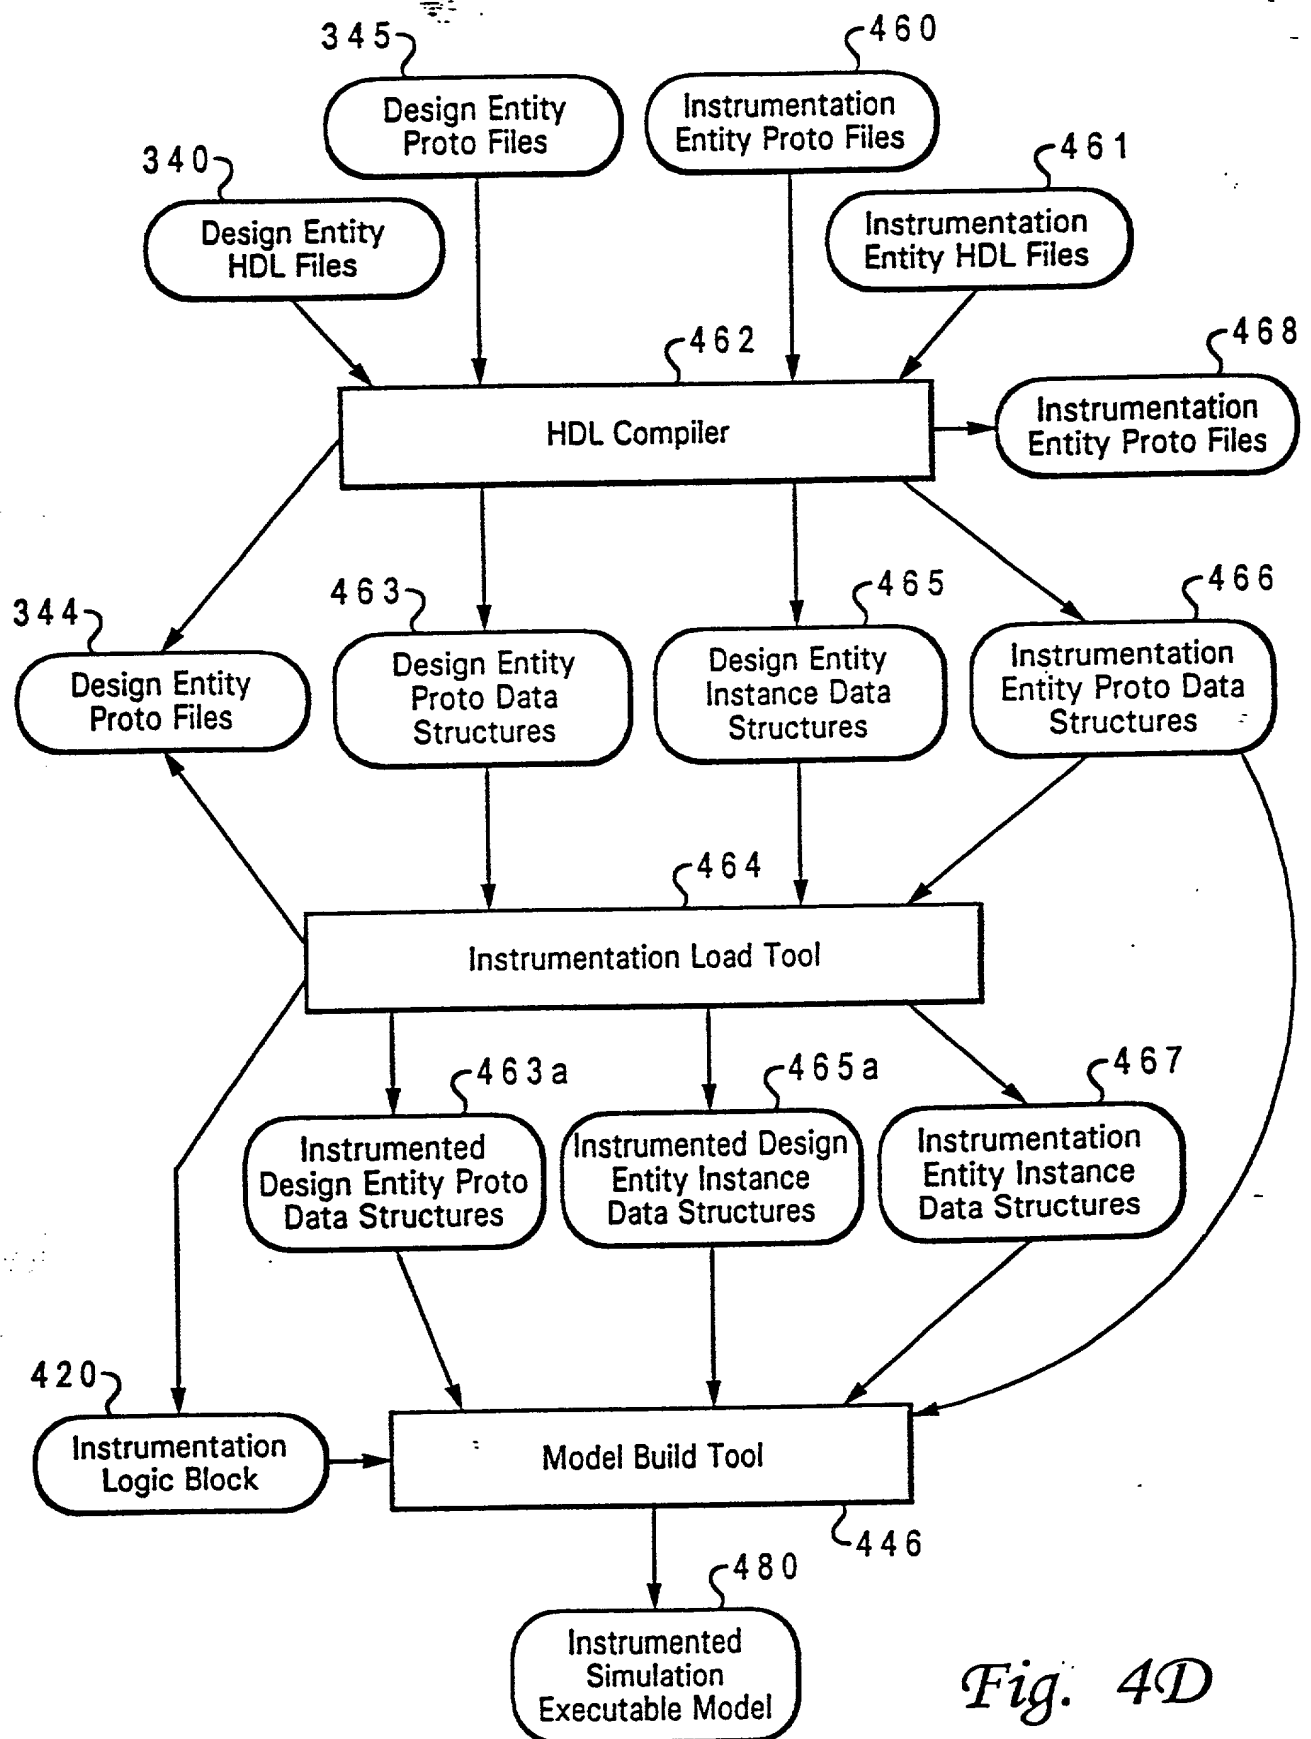 345
460
Design Entity
Proto Files
Instrumentation
Entity Proto Files
340
461
Design Entity
HDL Files
Instrumentation
Entity HDL Files
462
468
HDL Compiler
Instrumentation
Entity Proto Files
344
463
465
466
Design Entity
Proto Files
Design Entity
Proto Data
Structures
Design Entity
Instance Data
Structures
Instrumentation
Entity Proto Data
Structures
464
Instrumentation Load Tool
463a
465a
467
Instrumented
Design Entity Proto
Data Structures
Instrumented Design
Entity Instance
Data Structures
Instrumentation
Entity Instance
Data Structures
420
Instrumentation
Logic Block
Model Build Tool
446
480
Instrumented
Simulation
Executable Model
Fig. 4D